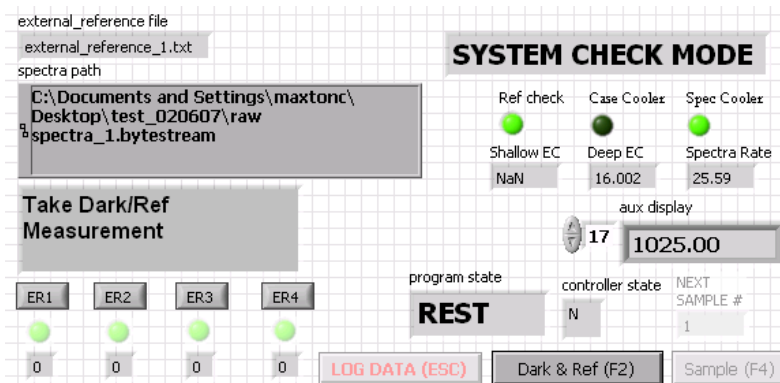 external_reference file
external_reference_1.txt
SYSTEM CHECK MODE
spectra path
C:\Documents and Settings\maxtonc\
Desktop\test_020607\raw
spectra_1.bytestream
Ref check Case Cooler Spec Cooler
Shallow EC Deep EC Spectra Rate
NaN 16.002 25.59
Take Dark/Ref
Measurement
aux display
17 1025.00
program state controller state NEXT
SAMPLE #
REST N 1
ER1 ER2 ER3 ER4
0 0 0 0
LOG DATA (ESC) Dark & Ref (F2) Sample (F4)